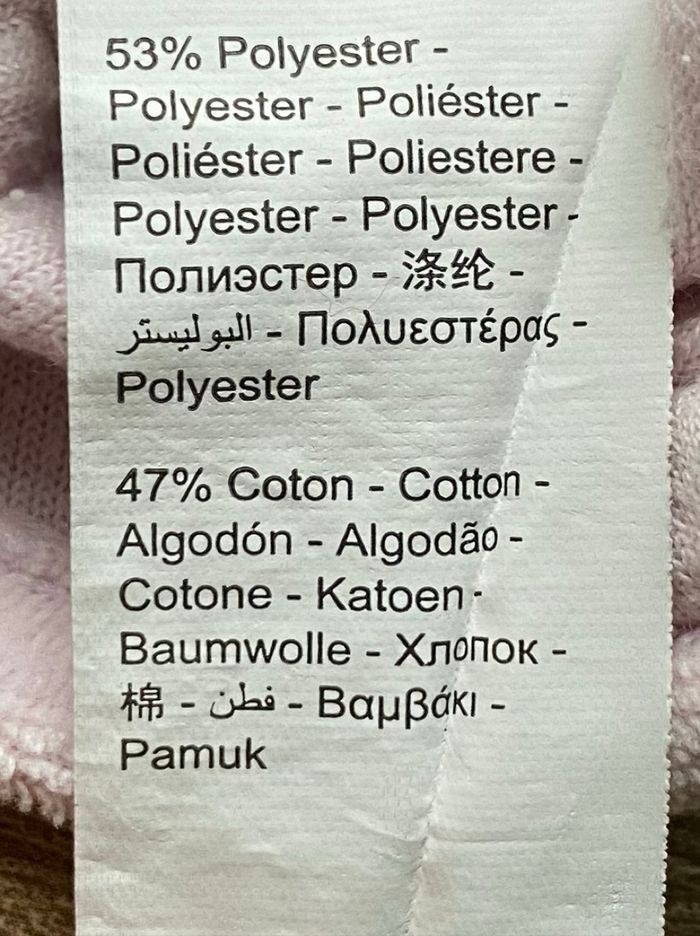 53% Polyester -
Polyester - Poliéster -
Poliéster - Poliestere -
Polyester - Polyester -
Полиэстер - 涤纶 -
البوليستر - Πολυεστέρας -
Polyester
47% Coton - Cotton -
Algodón - Algodão -
Cotone - Katoen -
Baumwolle - Хлопок -
棉 - قطن - Βαμβάκι -
Pamuk